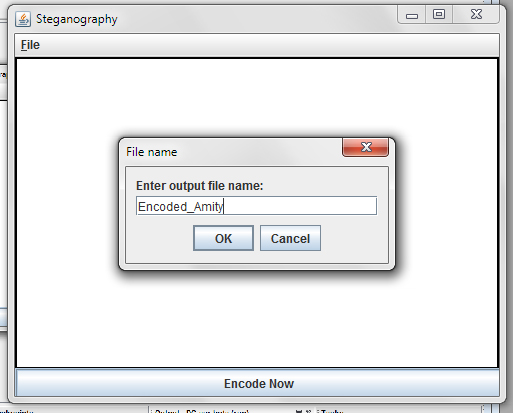 Steganography
File
File name
Enter output file name:
Encoded_Amity
OK Cancel
Encode Now